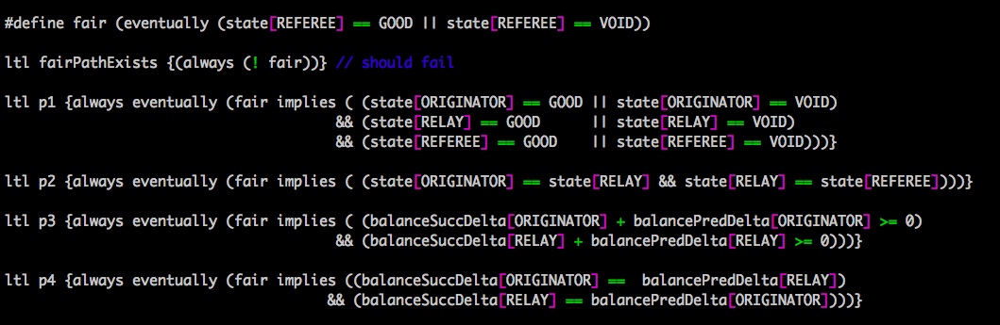 #define fair (eventually (state[REFEREE] == GOOD || state[REFEREE] == VOID))
ltl fairPathExists {(always (! fair))} // should fail
ltl p1 {always eventually (fair implies ( (state[ORIGINATOR] == GOOD || state[ORIGINATOR] == VOID)
&& (state[RELAY] == GOOD || state[RELAY] == VOID)
&& (state[REFEREE] == GOOD || state[REFEREE] == VOID)))}
ltl p2 {always eventually (fair implies ( (state[ORIGINATOR] == state[RELAY] && state[RELAY] == state[REFEREE])))}
ltl p3 {always eventually (fair implies ( (balanceSuccDelta[ORIGINATOR] + balancePredDelta[ORIGINATOR] >= 0)
&& (balanceSuccDelta[RELAY] + balancePredDelta[RELAY] >= 0)))}
ltl p4 {always eventually (fair implies ((balanceSuccDelta[ORIGINATOR] == balancePredDelta[RELAY])
&& (balanceSuccDelta[RELAY] == balancePredDelta[ORIGINATOR])))}